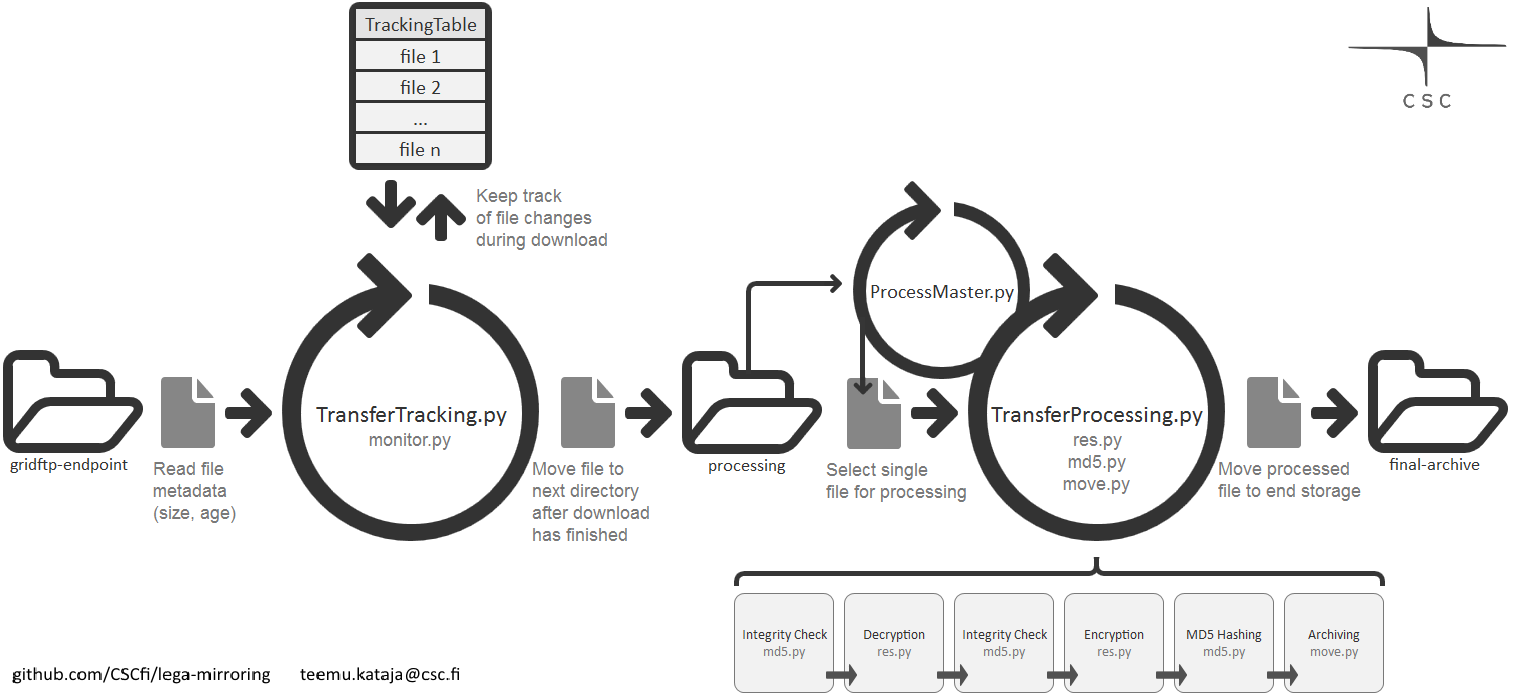 TrackingTable
file 1
file 2
...
file n
CSC
Keep track
of file changes
during download
ProcessMaster.py
gridftp-endpoint
Read file
metadata
(size, age)
TransferTracking.py
monitor.py
Move file to
next directory
after download
has finished
processing
Select single
file for processing
TransferProcessing.py
res.py
md5.py
move.py
Move processed
file to end storage
final-archive
Integrity Check
md5.py
Decryption
res.py
Integrity Check
md5.py
Encryption
res.py
MD5 Hashing
md5.py
Archiving
move.py
github.com/CSCfi/lega-mirroring
teemu.kataja@csc.fi